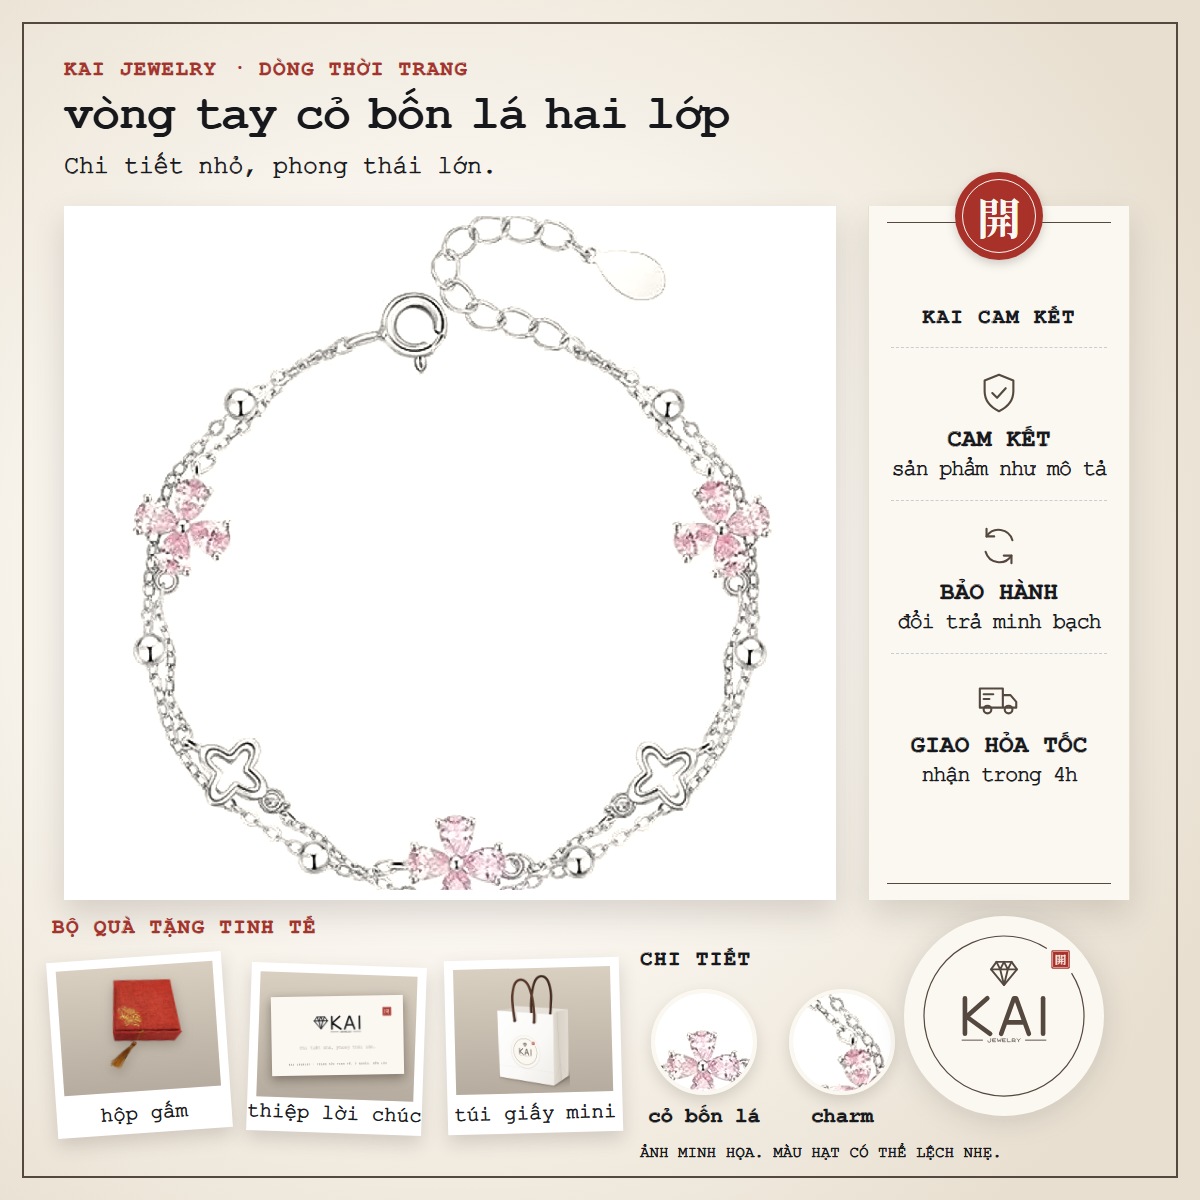 KAI JEWELRY · DÒNG THỜI TRANG
vòng tay cỏ bốn lá hai lớp
Chi tiết nhỏ, phong thái lớn.
開
KAI CAM KẾT
CAM KẾT
sản phẩm như mô tả
BẢO HÀNH
đổi trả minh bạch
GIAO HỎA TỐC
nhận trong 4h
BỘ QUÀ TẶNG TINH TẾ
KAI
開
hộp gấm
thiệp lời chúc
KAI
túi giấy mini
CHI TIẾT
cỏ bốn lá
charm
開
KAI
JEWELRY
ẢNH MINH HỌA. MÀU HẠT CÓ THỂ LỆCH NHẸ.